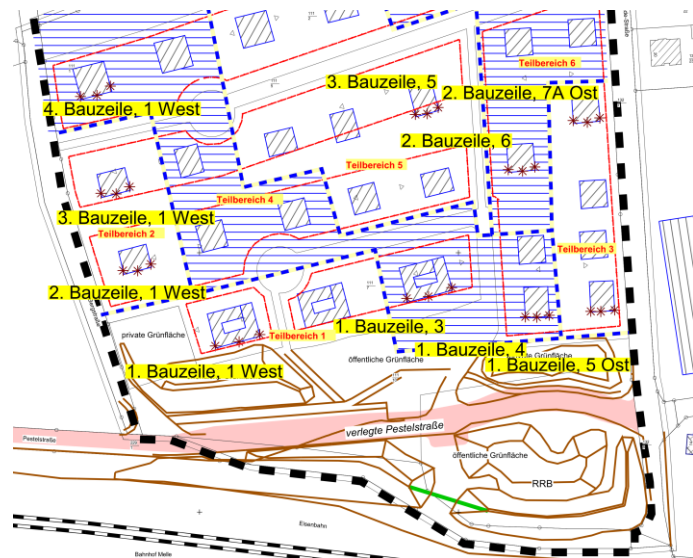 Teilbereich 6
3. Bauzeile, 5
2. Bauzeile, 7A Ost
4. Bauzeile, 1 West
2. Bauzeile, 6
Teilbereich 5
Teilbereich 4
3. Bauzeile, 1 West
Teilbereich 2
Teilbereich 3
2. Bauzeile, 1 West
private Grünfläche
Teilbereich 1
1. Bauzeile, 3
öffentliche Grünfläche
1. Bauzeile, 4
te Grünfläche
1. Bauzeile, 1 West
1. Bauzeile, 5 Ost
verlegte Pestelstraße
Pestelstraße
öffentliche Grünfläche
RRB
Eisenbahn
Bahnhof Melle